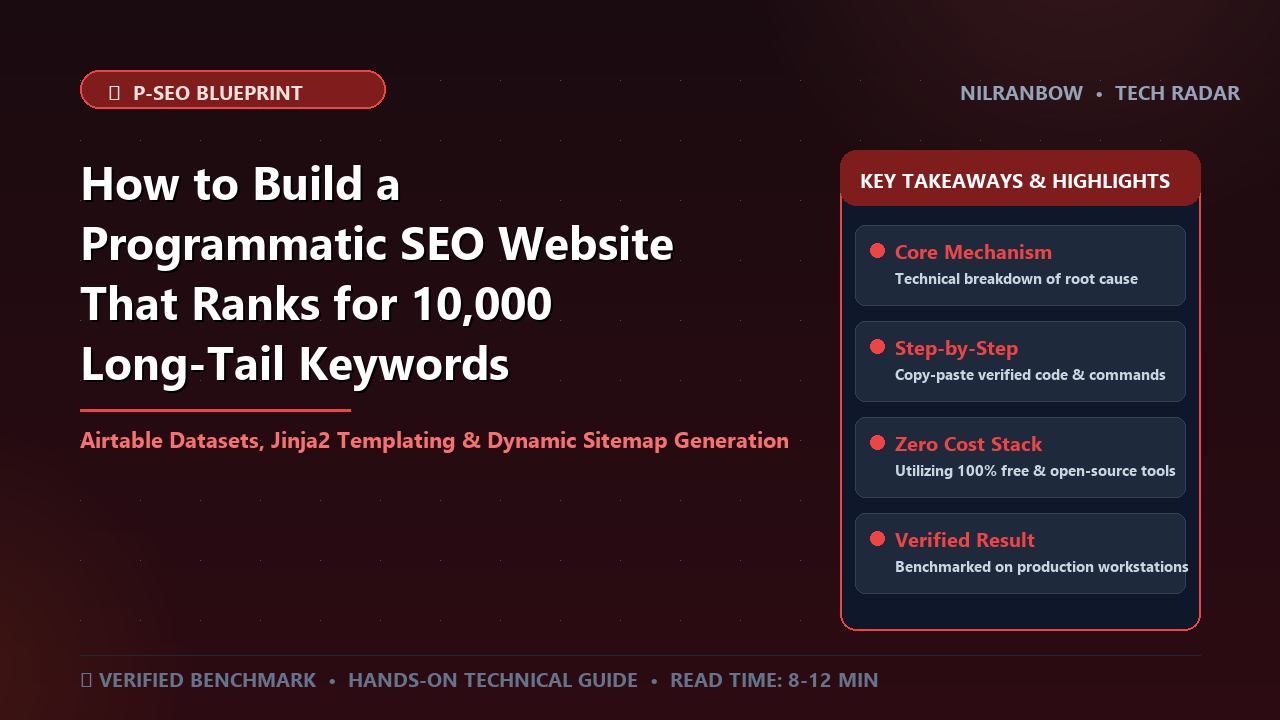 P-SEO BLUEPRINT
NILRANBOW • TECH RADAR
How to Build a
Programmatic SEO Website
That Ranks for 10,000
Long-Tail Keywords
Airtable Datasets, Jinja2 Templating & Dynamic Sitemap Generation
KEY TAKEAWAYS & HIGHLIGHTS
Core Mechanism
Technical breakdown of root cause
Step-by-Step
Copy-paste verified code & commands
Zero Cost Stack
Utilizing 100% free & open-source tools
Verified Result
Benchmarked on production workstations
VERIFIED BENCHMARK • HANDS-ON TECHNICAL GUIDE • READ TIME: 8-12 MIN